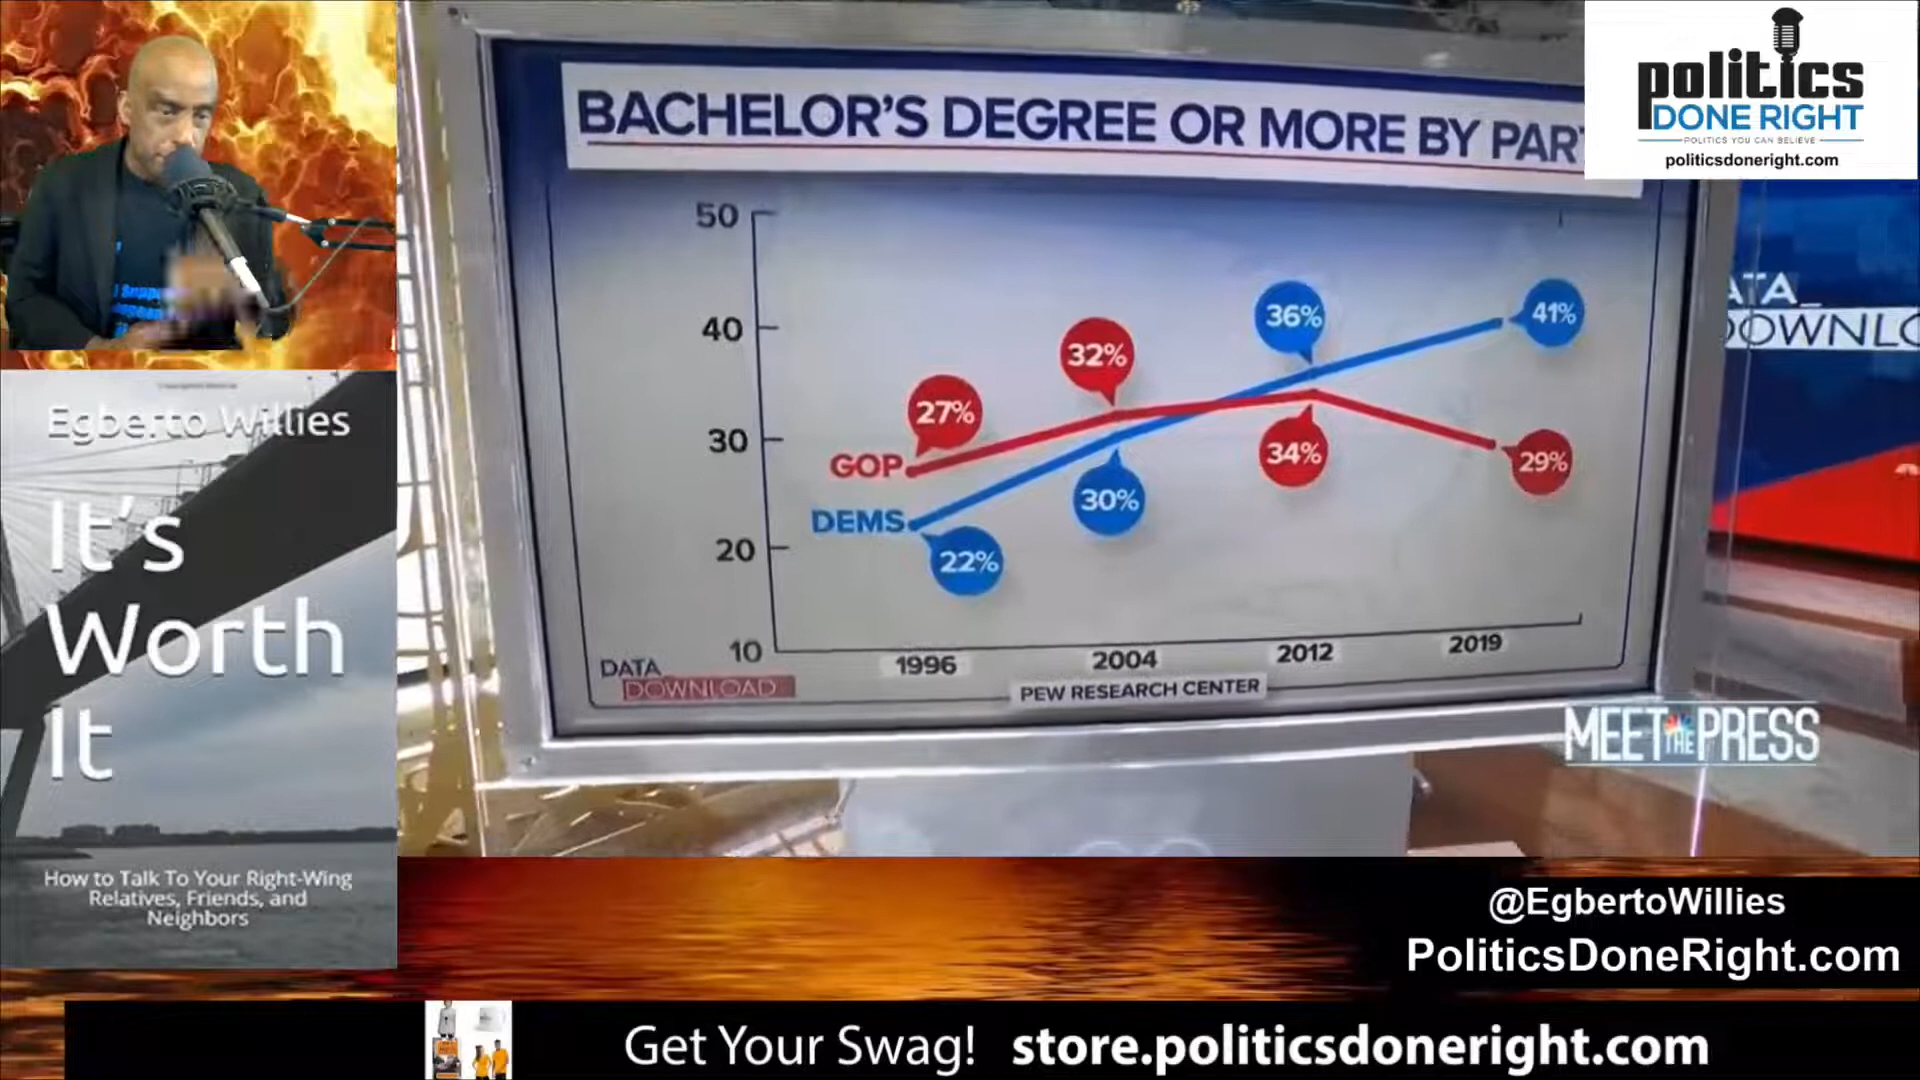 BACHELOR'S DEGREE OR MORE BY PAR
politics
DONE RIGHT
POLITICS YOU CAN BELIEVE
politicsdoneright.com
50
40
30
20
10
GOP
DEMS
27%
32%
36%
41%
22%
30%
34%
29%
1996
2004
2012
2019
DATA
DOWNLOAD
PEW RESEARCH CENTER
ATA_
DOWNLO
MEET THE PRESS
I Suppo
Egberto Willies
It's
Worth
It
How to Talk To Your Right-Wing
Relatives, Friends, and
Neighbors
@EgbertoWillies
PoliticsDoneRight.com
Get Your Swag! store.politicsdoneright.com